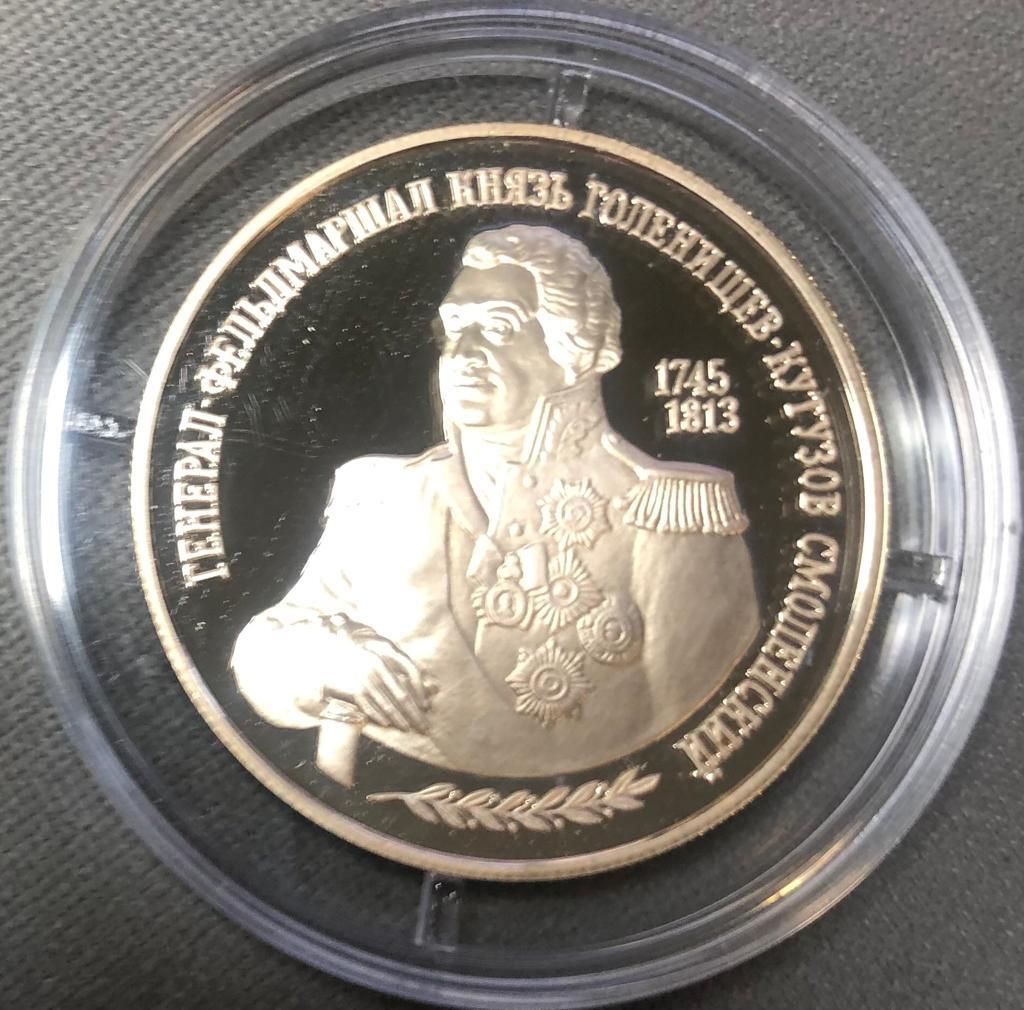 ГЕНЕРАЛ-ФЕЛЬДМАРШАЛ КНЯЗЬ ГОЛЕНИЩЕВ-КУТУЗОВ СМОЛЕНСКИЙ
1745
1813